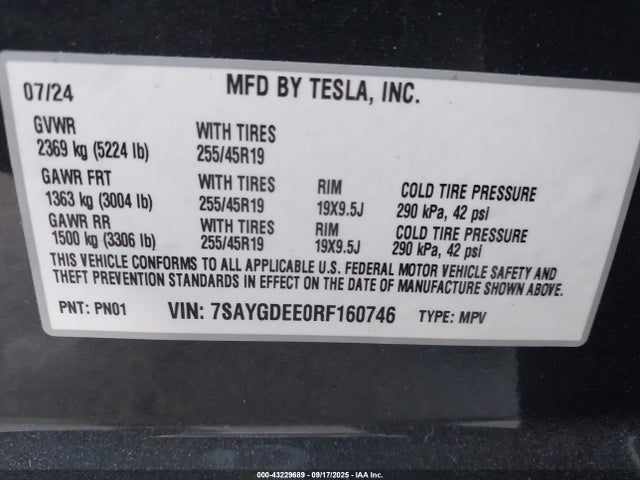 07/24 MFD BY TESLA, INC.
GVWR WITH TIRES
2369 kg (5224 lb) 255/45R19
GAWR FRT WITH TIRES RIM COLD TIRE PRESSURE
1363 kg (3004 lb) 255/45R19 19X9.5J 290 kPa, 42 psi
GAWR RR WITH TIRES RIM COLD TIRE PRESSURE
1500 kg (3306 lb) 255/45R19 19X9.5J 290 kPa, 42 psi
THIS VEHICLE CONFORMS TO ALL APPLICABLE U.S. FEDERAL MOTOR VEHICLE SAFETY AND
THEFT PREVENTION STANDARDS IN EFFECT ON THE DATE OF MANUFACTURE SHOWN ABOVE.
PNT: PN01 VIN: 7SAYGDEE0RF160746 TYPE: MPV
000-43229689 - 09/17/2025 - IAA Inc.